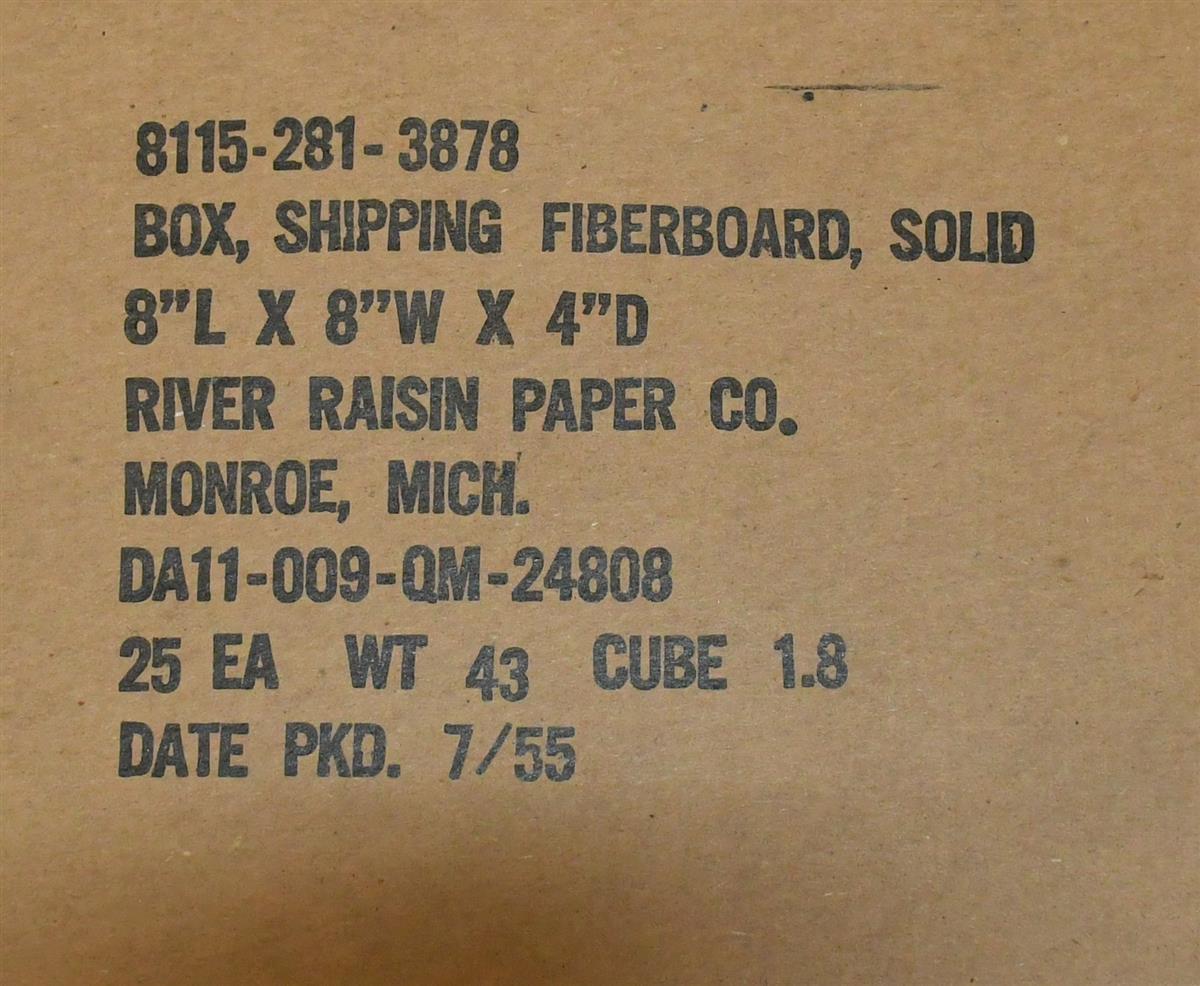 8115-281-3878
BOX, SHIPPING FIBERBOARD, SOLID
8"L X 8"W X 4"D
RIVER RAISIN PAPER CO.
MONROE, MICH.
DA11-009-QM-24808
25 EA WT 43 CUBE 1.8
DATE PKD. 7/55